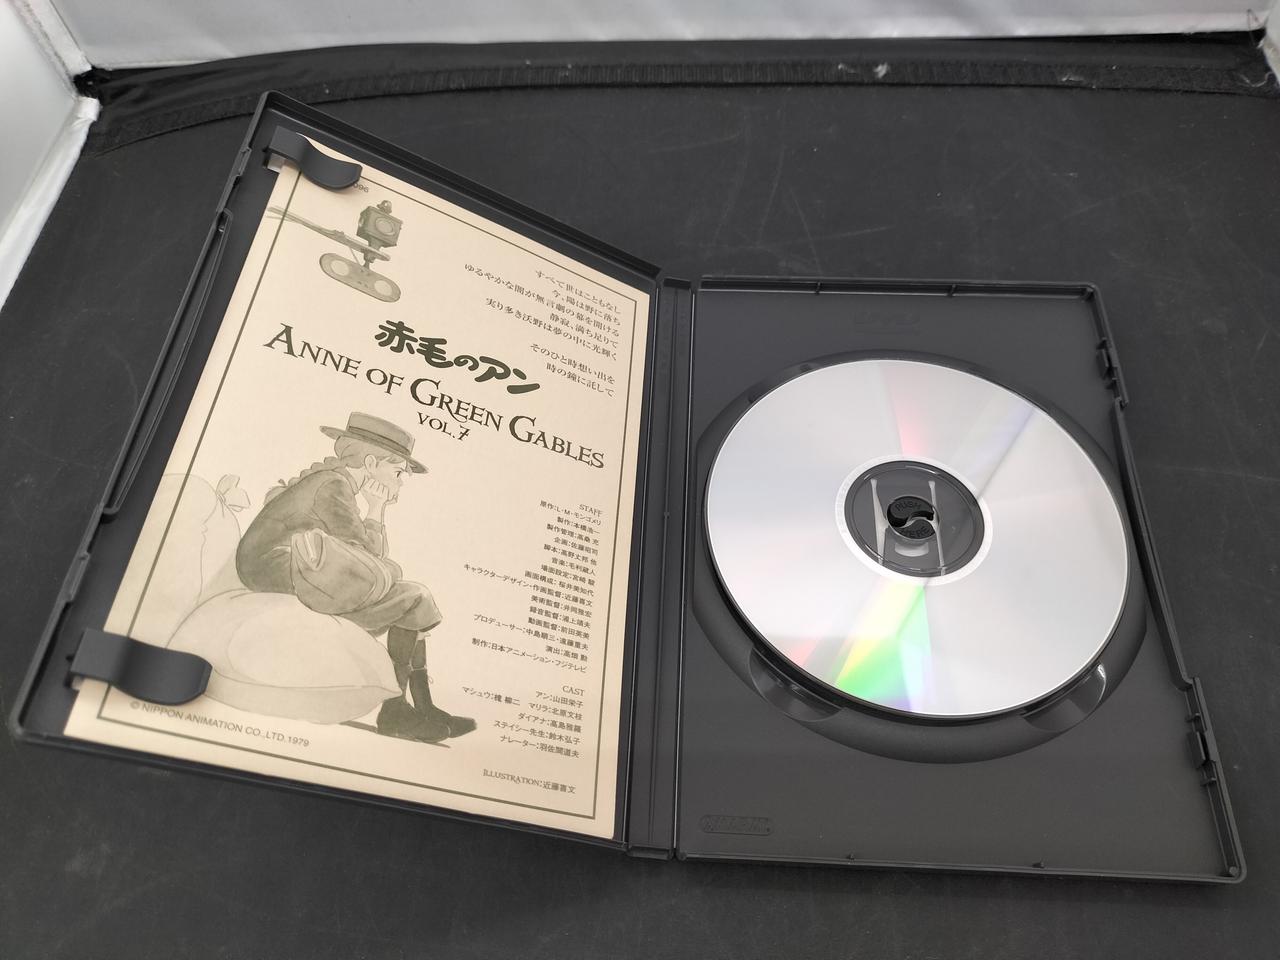 096
すべて世はこともなし
今、陽は野に落ち
ゆるやかな闇が無言劇の幕を開ける
静寂、満ち足りて
実り多き沃野は夢の中に光輝く
そのひと時想い出を
時の鐘に託して
赤毛のアン
ANNE OF GREEN GABLES
VOL.7
STAFF
原作:L・M・モンゴメリ
製作:本橋浩一
製作管理:高桑 充
企画:佐藤昭司
脚本:高野丈邦 他
音楽:毛利蔵人
場面設定:宮崎 駿
画面構成:桜井美知代
キャラクターデザイン・作画監督:近藤喜文
美術監督:井岡雅宏
録音監督:浦上靖夫
動画監督:前田英美
プロデューサー:中島順三・遠藤重夫
演出:高畑 勲
制作:日本アニメーション・フジテレビ
CAST
アン:山田栄子
マシュウ:槐 柳二 マリラ:北原文枝
ダイアナ:高島雅羅
ステイシー先生:鈴木弘子
ナレーター:羽佐間道夫
ILLUSTRATION:近藤喜文
© NIPPON ANIMATION CO.,LTD.1979
PUSH